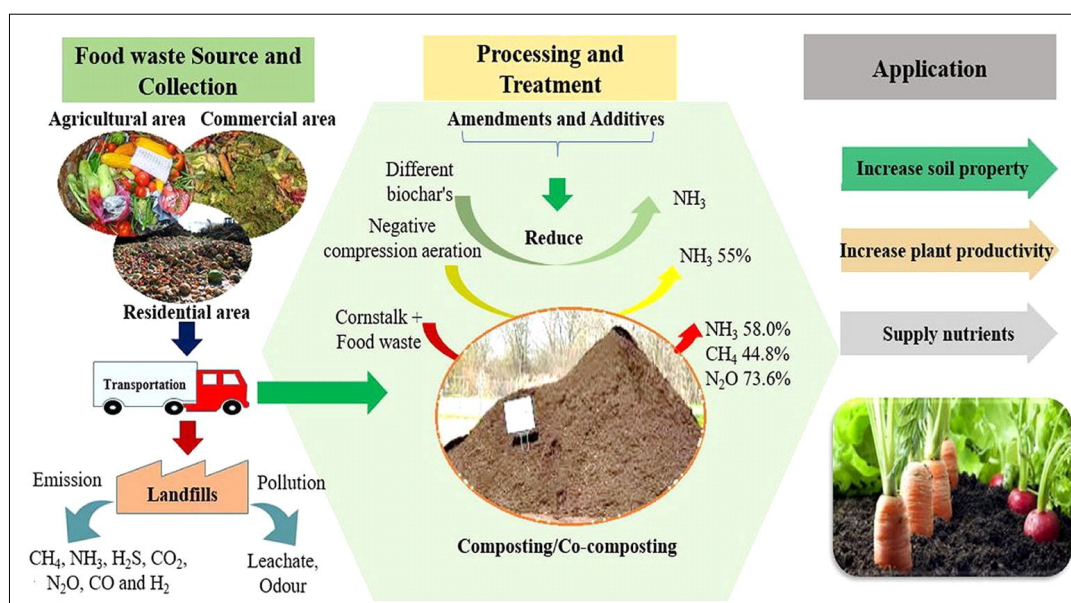 Food waste Source and
Collection
Agricultural area
Commercial area
Residential area
Transportation
Emission
Landfills
Pollution
CH₄, NH₃, H₂S, CO₂,
N₂O, CO and H₂
Leachate,
Odour
Processing and
Treatment
Amendments and Additives
Different
biochar's
Reduce
NH₃
Negative
compression aeration
NH₃ 55%
Cornstalk +
Food waste
NH₃ 58.0%
CH₄ 44.8%
N₂O 73.6%
Composting/Co-composting
Application
Increase soil property
Increase plant productivity
Supply nutrients